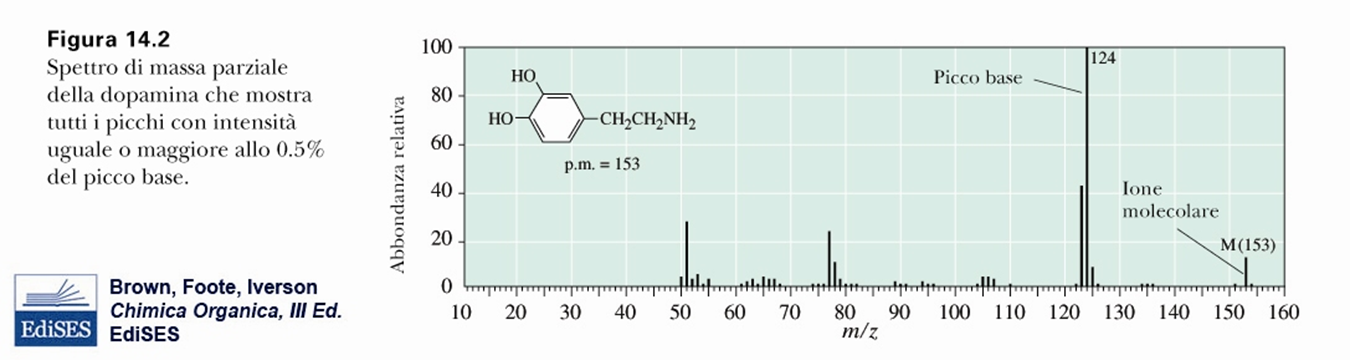 Figura 14.2
Spettro di massa parziale
della dopamina che mostra
tutti i picchi con intensità
uguale o maggiore allo 0.5%
del picco base.
EdiSES
Brown, Foote, Iverson
Chimica Organica, III Ed.
EdiSES
Abbondanza relativa
100
80
60
40
20
0
HO
HO
CH₂CH₂NH₂
p.m. = 153
Picco base
124
Ione
molecolare
M(153)
10 20 30 40 50 60 70 80 90 100 110 120 130 140 150 160
m/z